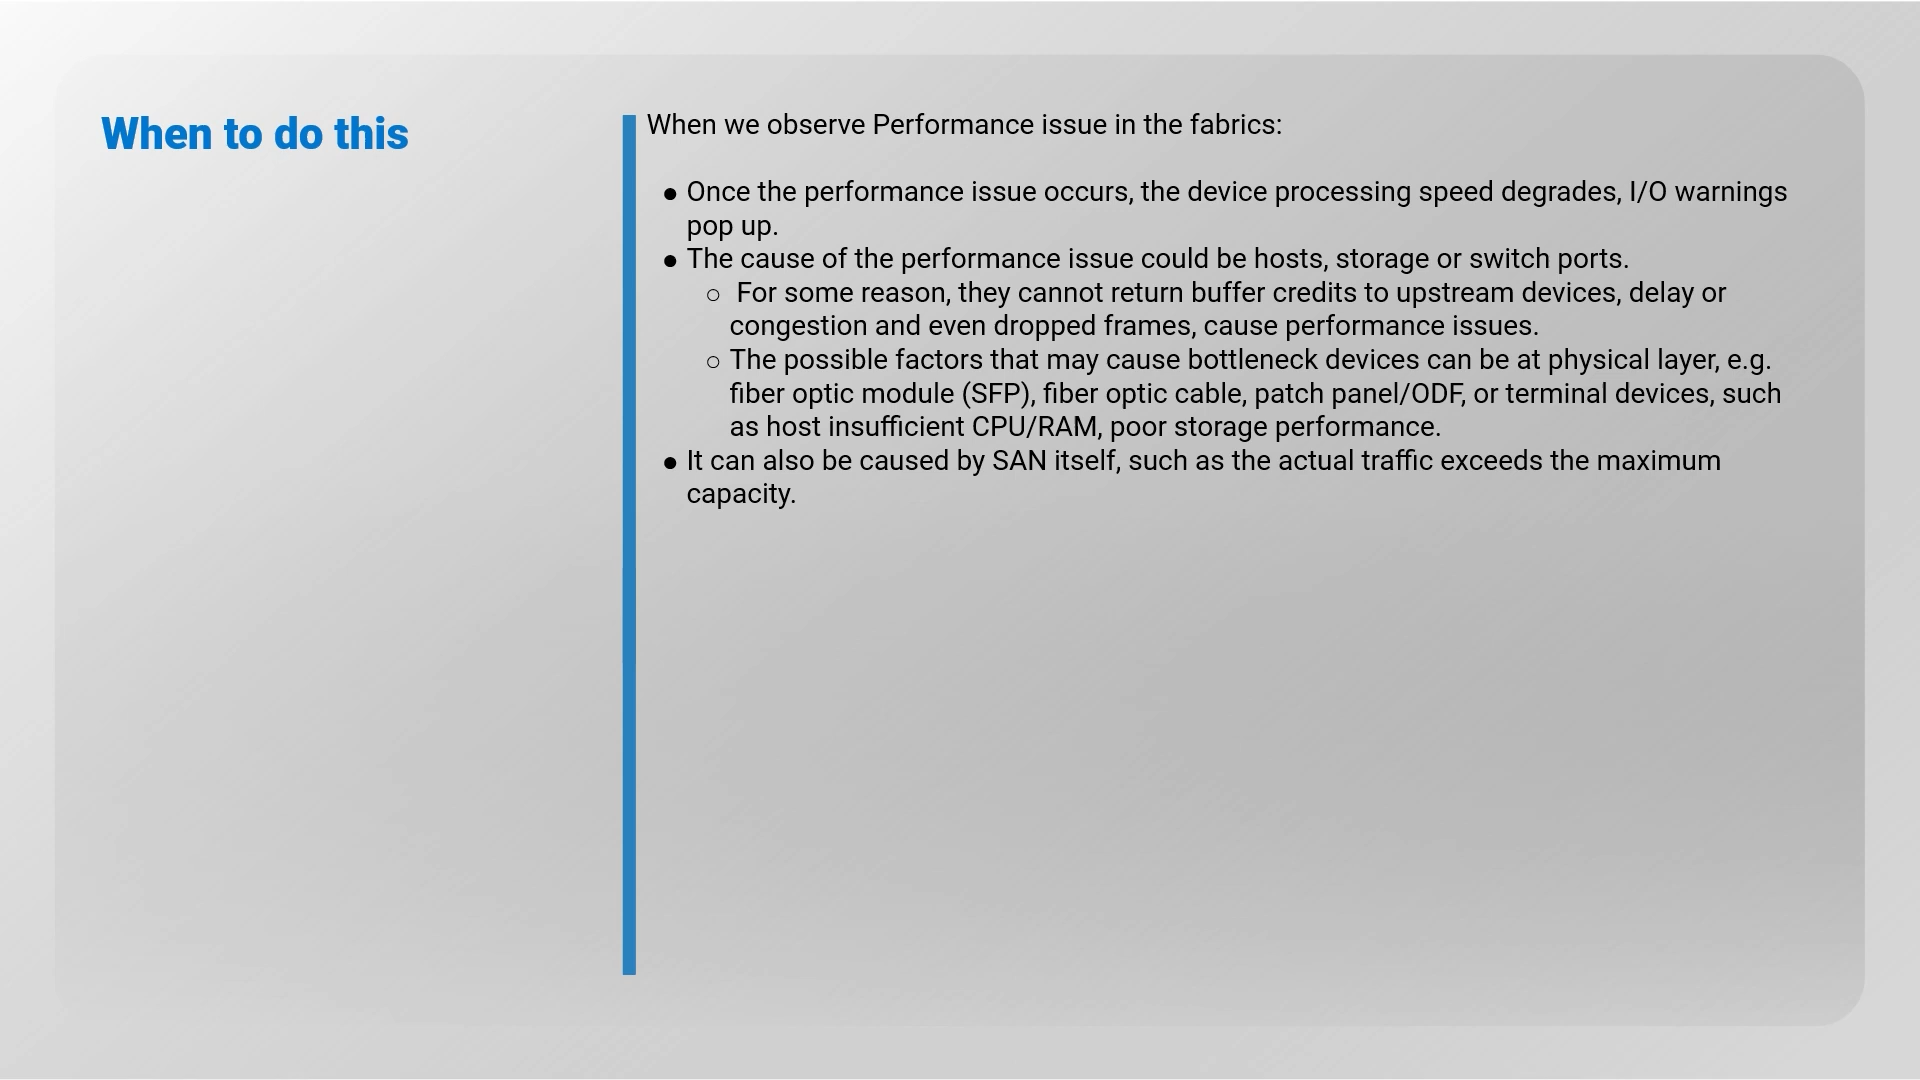 When to do this
When we observe Performance issue in the fabrics:
● Once the performance issue occurs, the device processing speed degrades, I/O warnings
pop up.
● The cause of the performance issue could be hosts, storage or switch ports.
○ For some reason, they cannot return buffer credits to upstream devices, delay or
congestion and even dropped frames, cause performance issues.
○ The possible factors that may cause bottleneck devices can be at physical layer, e.g.
fiber optic module (SFP), fiber optic cable, patch panel/ODF, or terminal devices, such
as host insufficient CPU/RAM, poor storage performance.
● It can also be caused by SAN itself, such as the actual traffic exceeds the maximum
capacity.